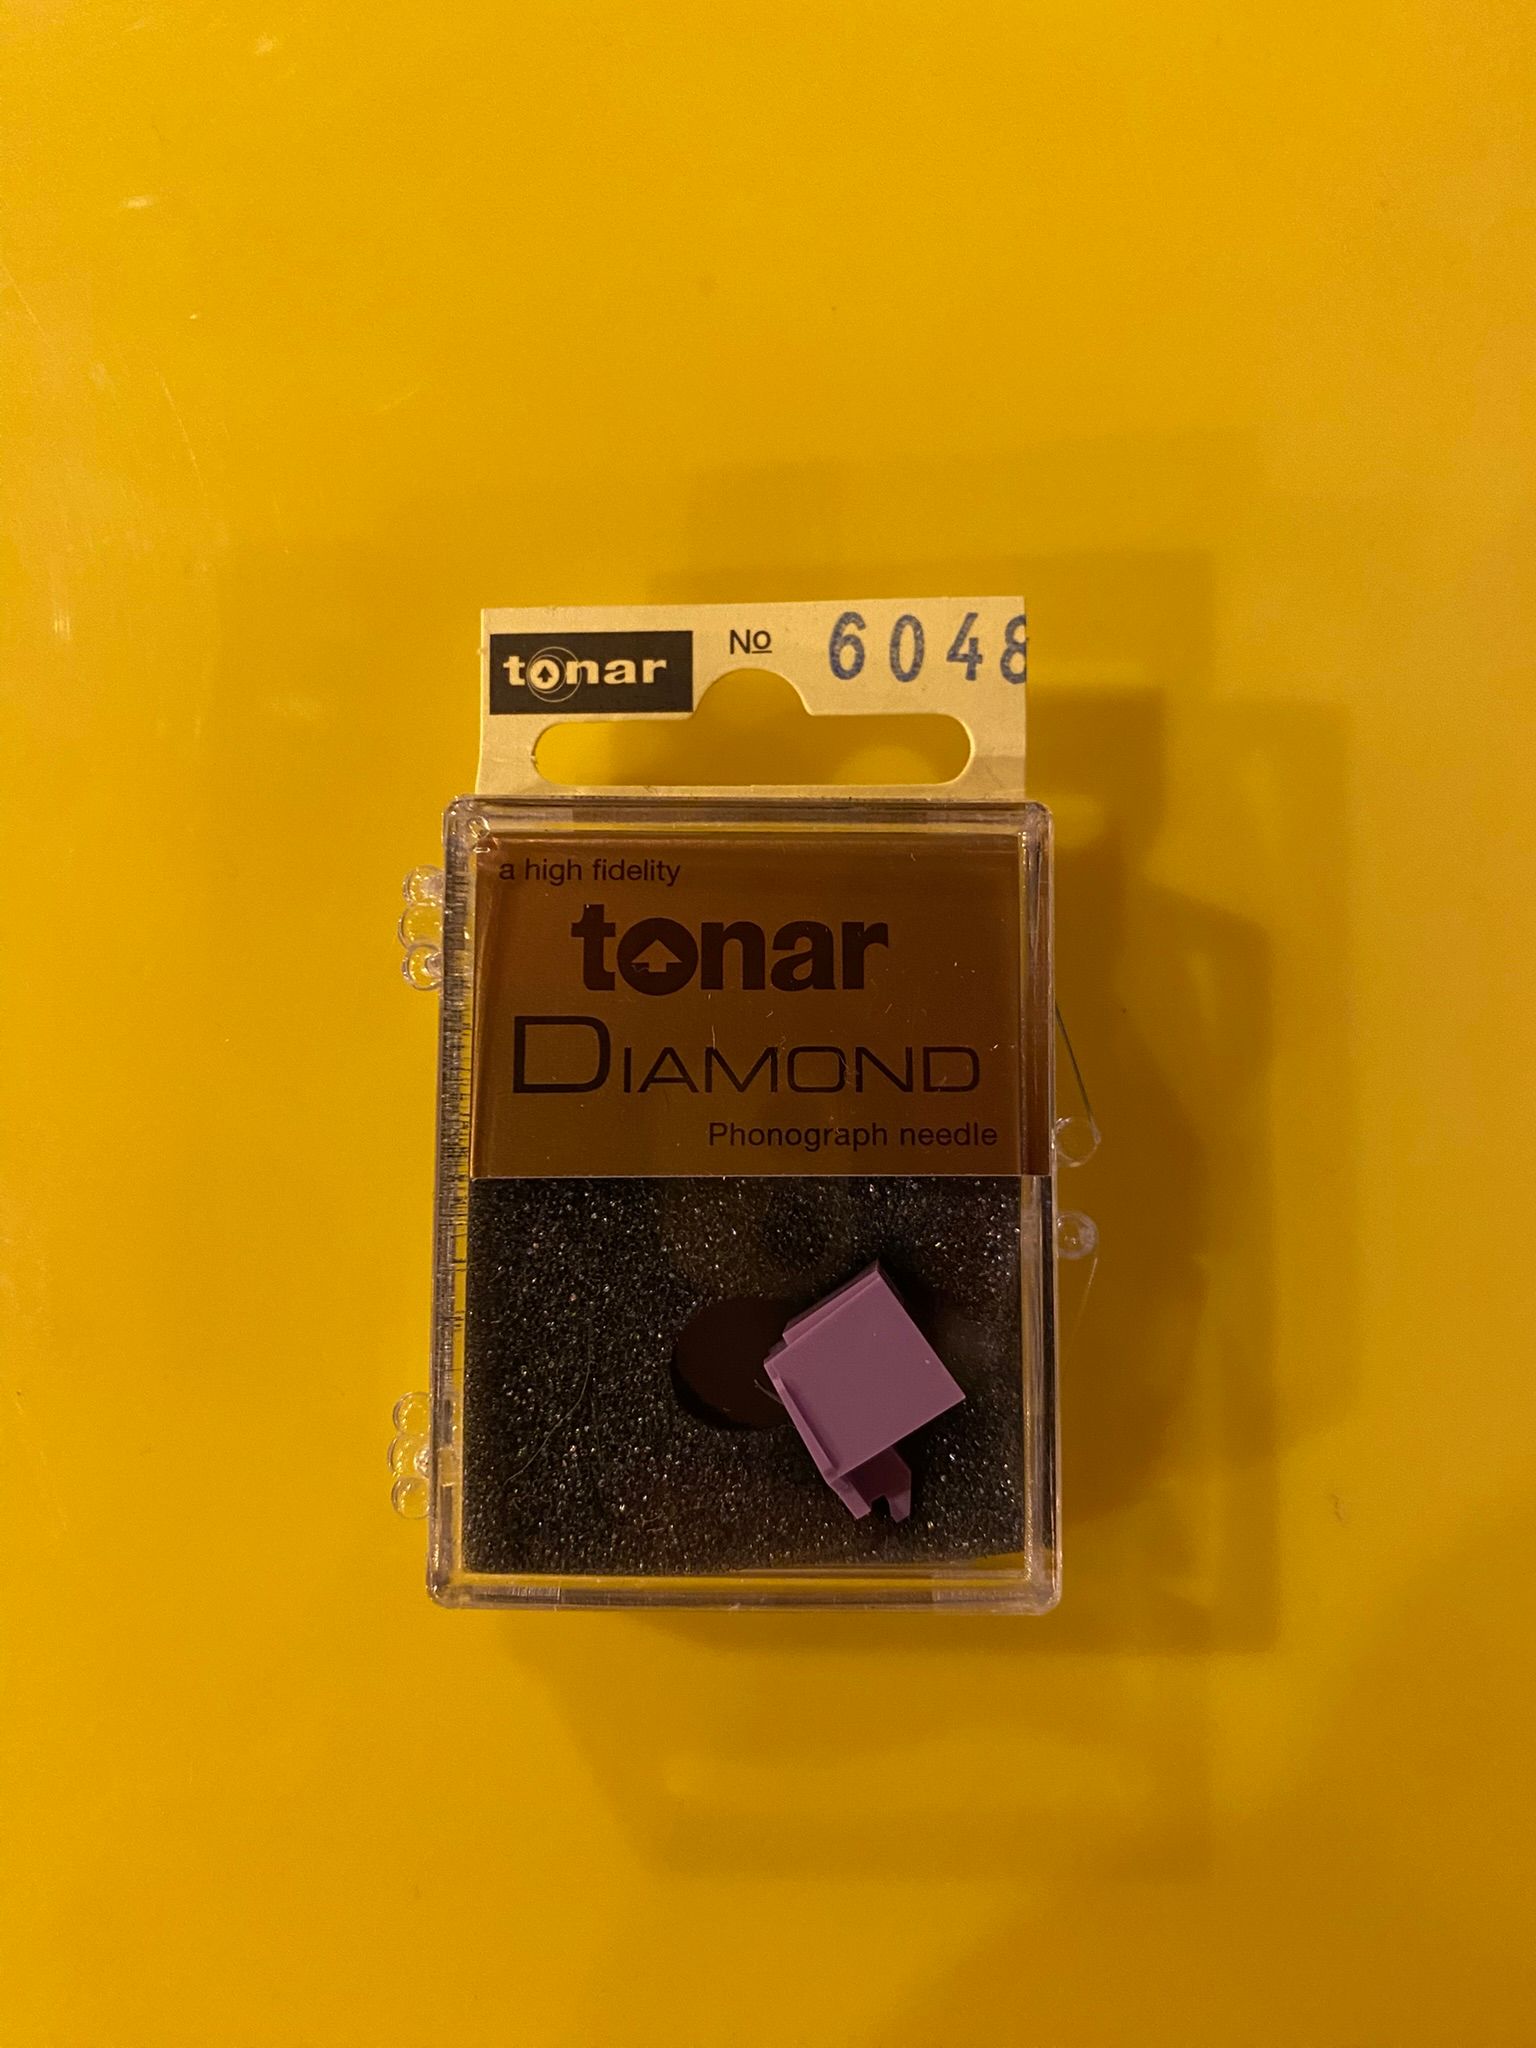 tonar No 6048
a high fidelity
tonar
DIAMOND
Phonograph needle